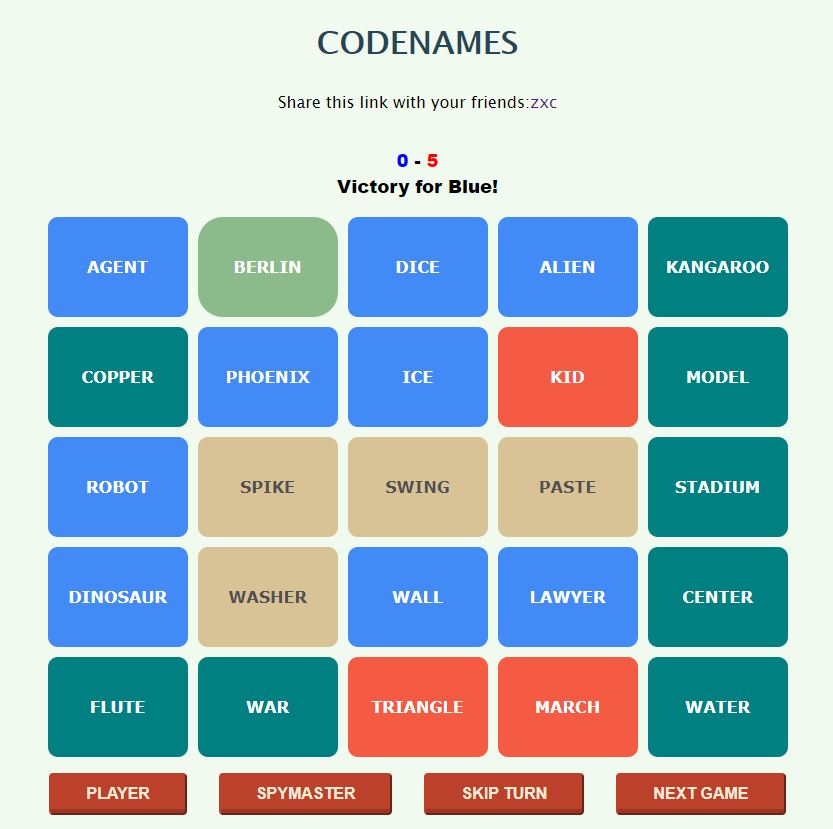 CODENAMES
Share this link with your friends:zxc
0 - 5
Victory for Blue!
AGENT BERLIN DICE ALIEN KANGAROO
COPPER PHOENIX ICE KID MODEL
ROBOT SPIKE SWING PASTE STADIUM
DINOSAUR WASHER WALL LAWYER CENTER
FLUTE WAR TRIANGLE MARCH WATER
PLAYER SPYMASTER SKIP TURN NEXT GAME